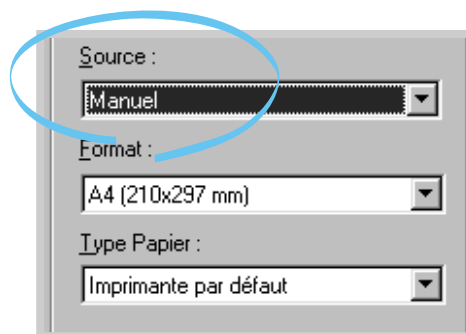 Source :
Manuel
Format :
A4 (210x297 mm)
Type Papier :
Imprimante par défaut